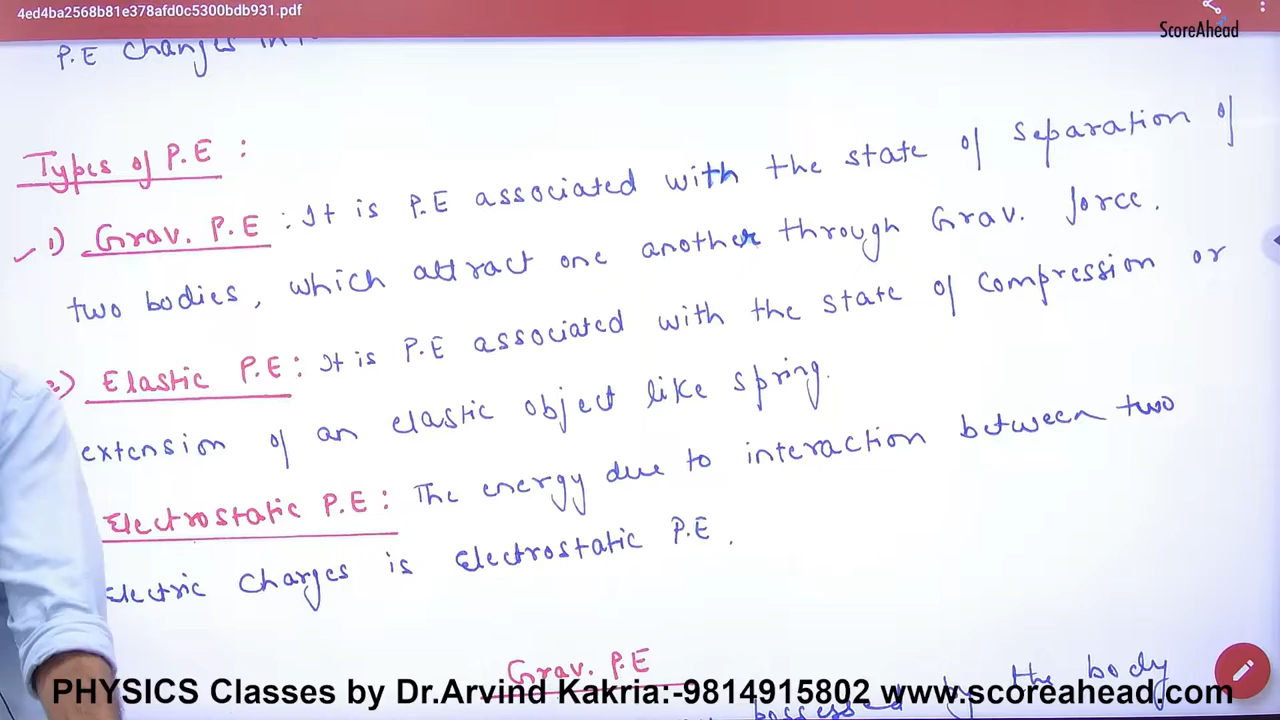 4ed4ba2568b81e378afd0c5300bdb931.pdf
ScoreAhead
P.E changes in
Types of P.E :
1) Grav. P.E : It is P.E associated with the state of separation of
two bodies, which attract one another through Grav. force.
2) Elastic P.E : It is P.E associated with the state of compression or
extension of an elastic object like spring.
Electrostatic P.E : The energy due to interaction between two
Electric charges is Electrostatic P.E.
Grav. P.E
possessed by the body
PHYSICS Classes by Dr.Arvind Kakria:-9814915802 www.scoreahead.com